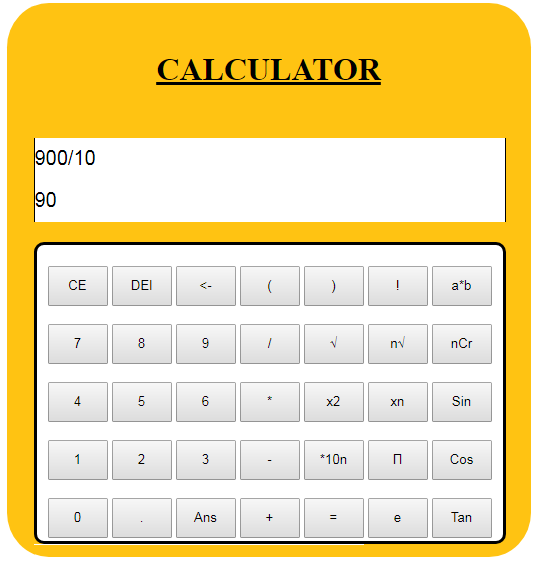 CALCULATOR
900/10
90
CE DEl <- ( ) ! a*b
7 8 9 / √ n√ nCr
4 5 6 * x2 xn Sin
1 2 3 - *10n Π Cos
0 . Ans + = e Tan